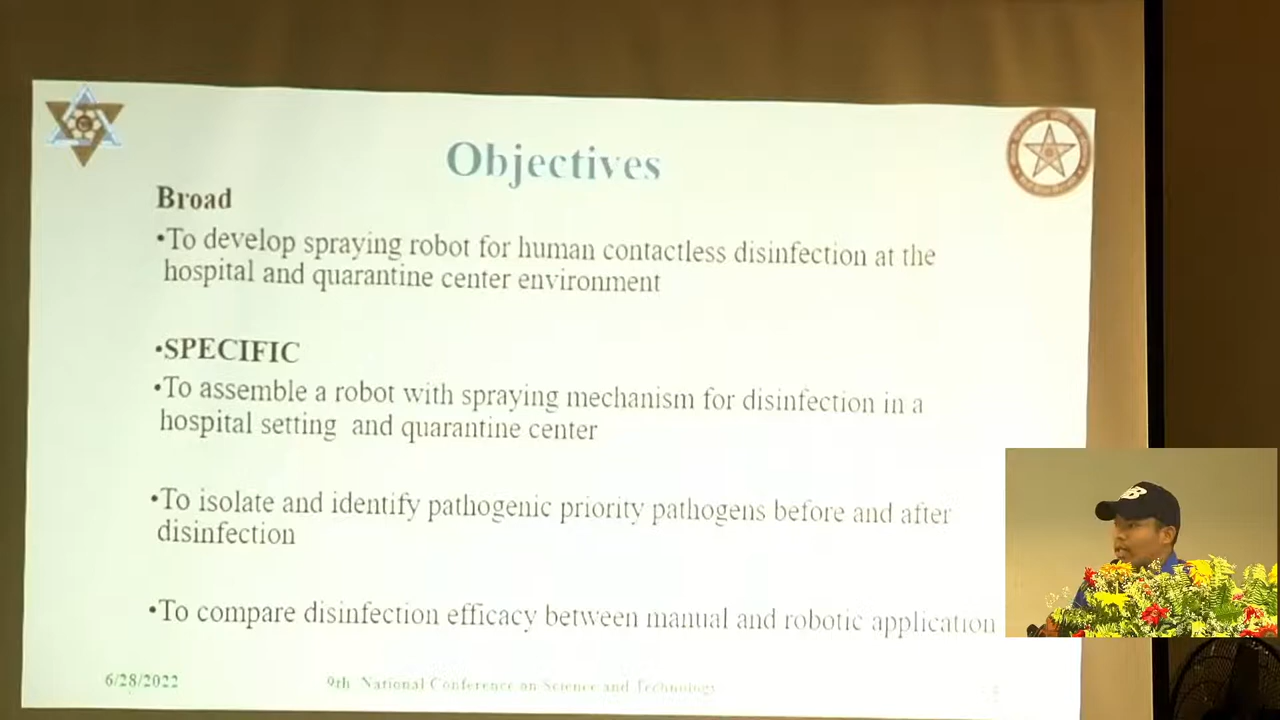 Objectives
Broad
•To develop spraying robot for human contactless disinfection at the
hospital and quarantine center environment
•SPECIFIC
•To assemble a robot with spraying mechanism for disinfection in a
hospital setting and quarantine center
•To isolate and identify pathogenic priority pathogens before and after
disinfection
•To compare disinfection efficacy between manual and robotic application
6/28/2022
9th National Conference on Science and Technology
B